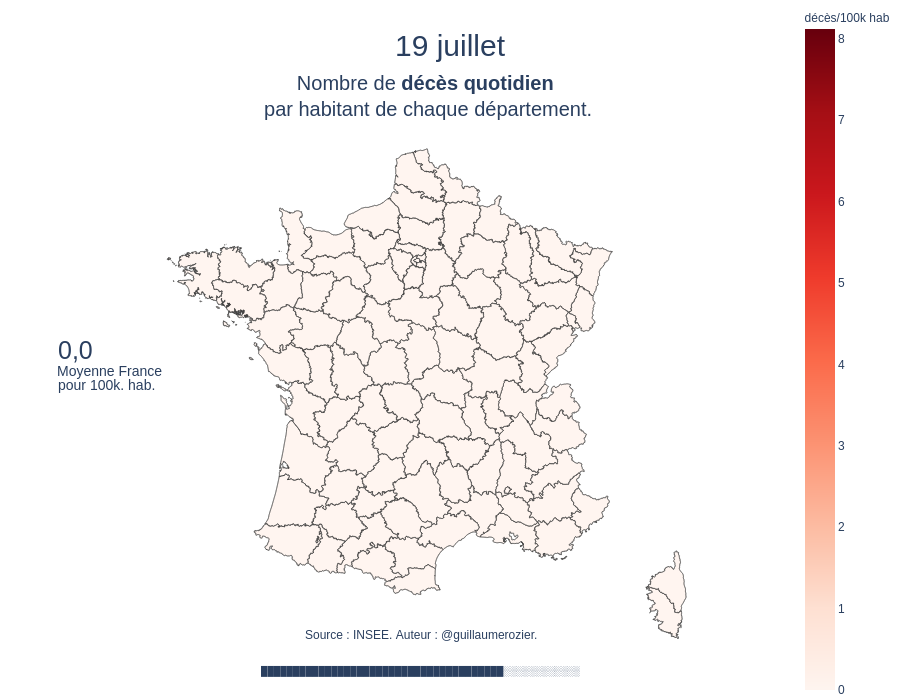 décès/100k hab
19 juillet
Nombre de décès quotidien
par habitant de chaque département.
8
7
6
5
4
3
2
1
0
0,0
Moyenne France
pour 100k. hab.
Source : INSEE. Auteur : @guillaumerozier.